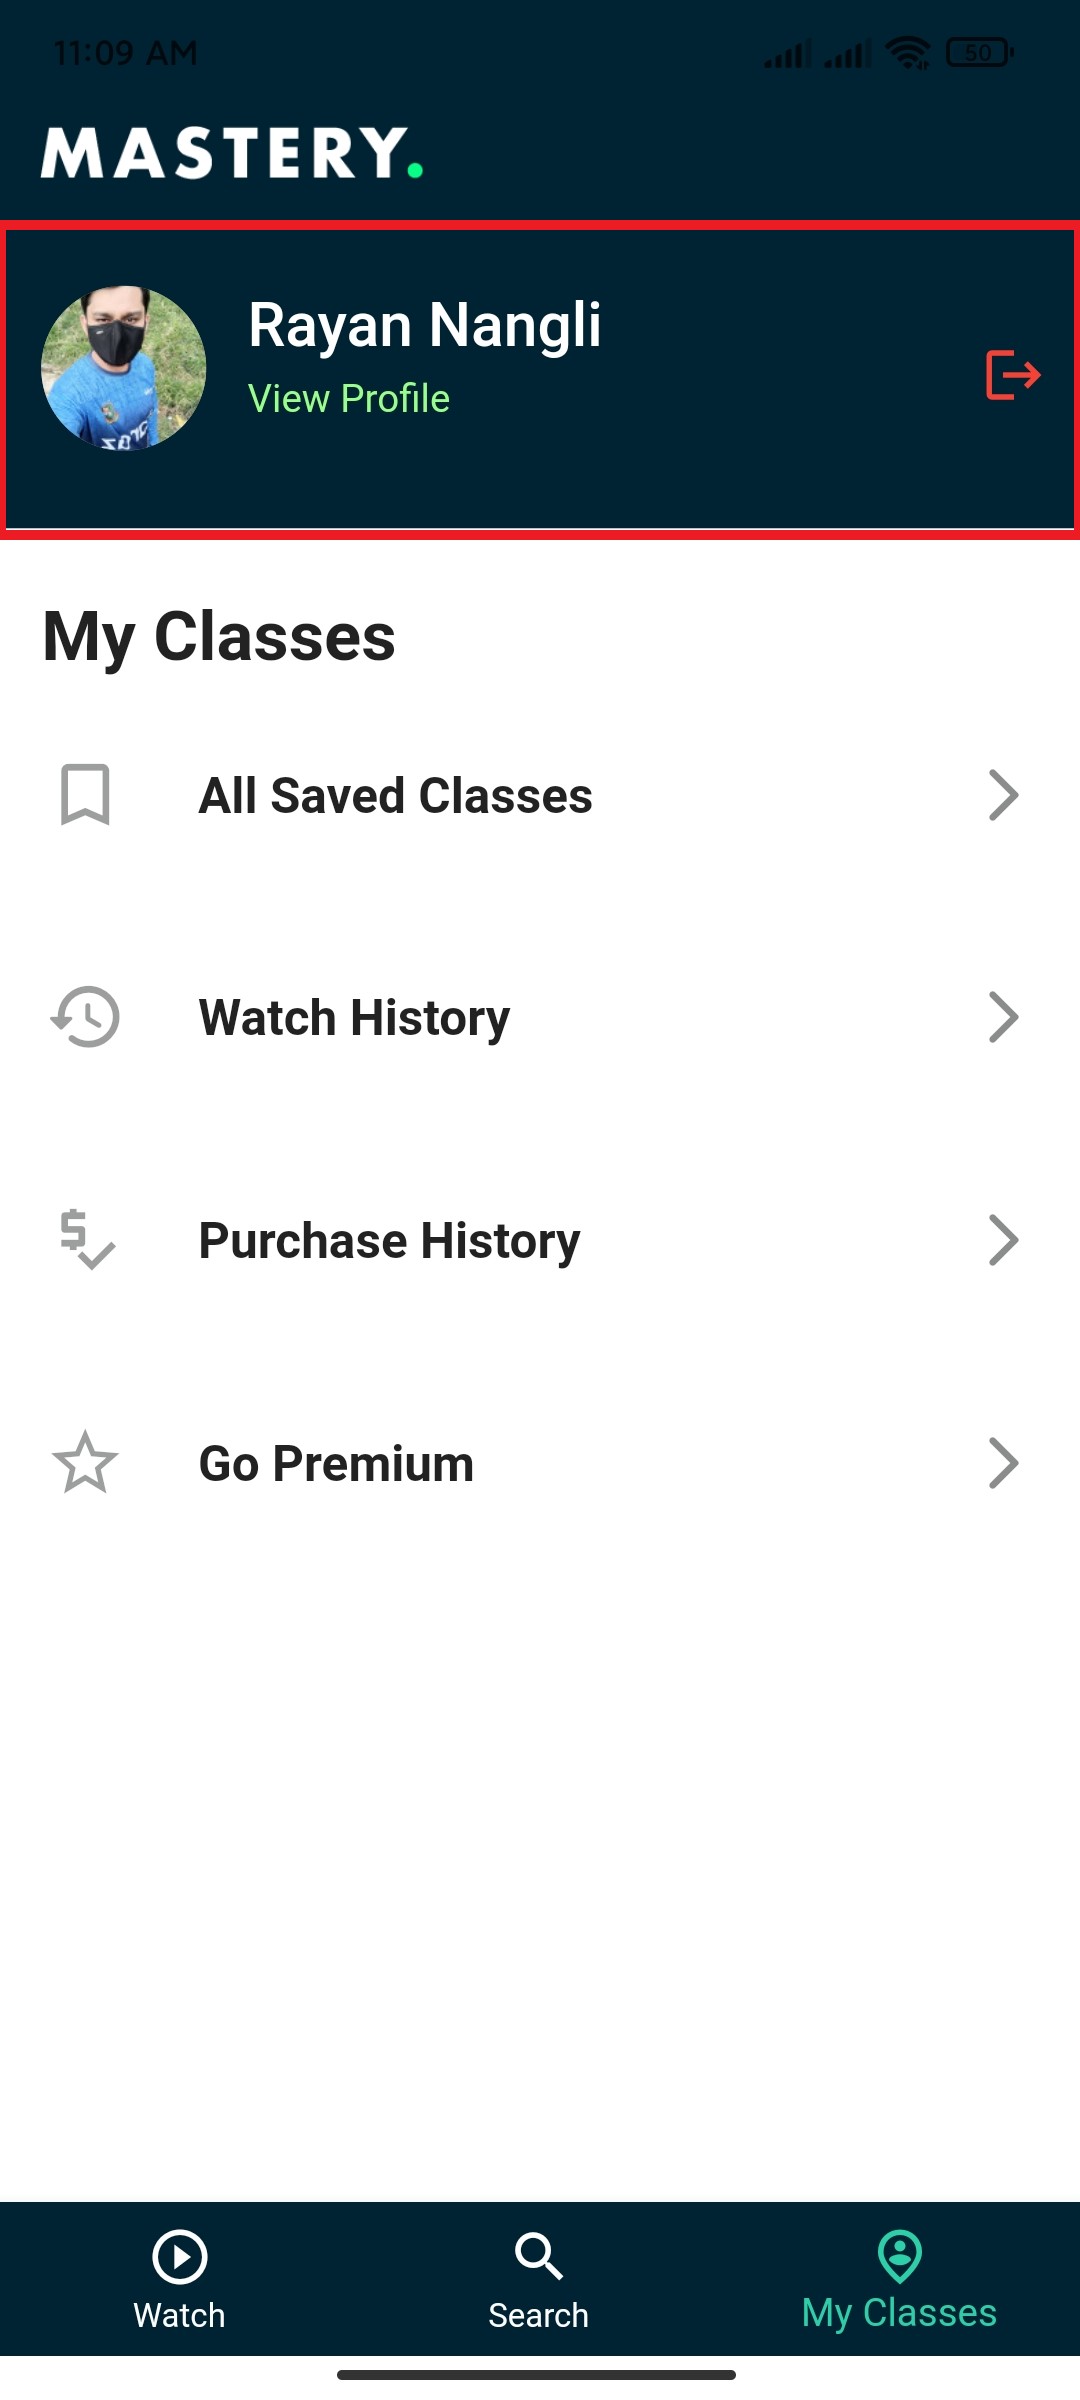 11:09 AM
50
MASTERY.
Rayan Nangli
View Profile
My Classes
All Saved Classes
Watch History
Purchase History
Go Premium
Watch
Search
My Classes